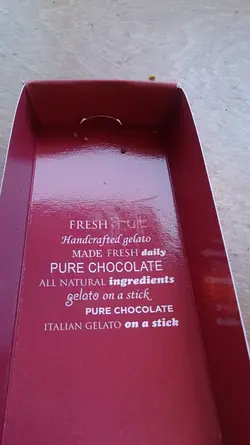 FRESH fruit
Handcrafted gelato
MADE FRESH daily
PURE CHOCOLATE
ALL NATURAL ingredients
gelato on a stick
PURE CHOCOLATE
ITALIAN GELATO on a stick